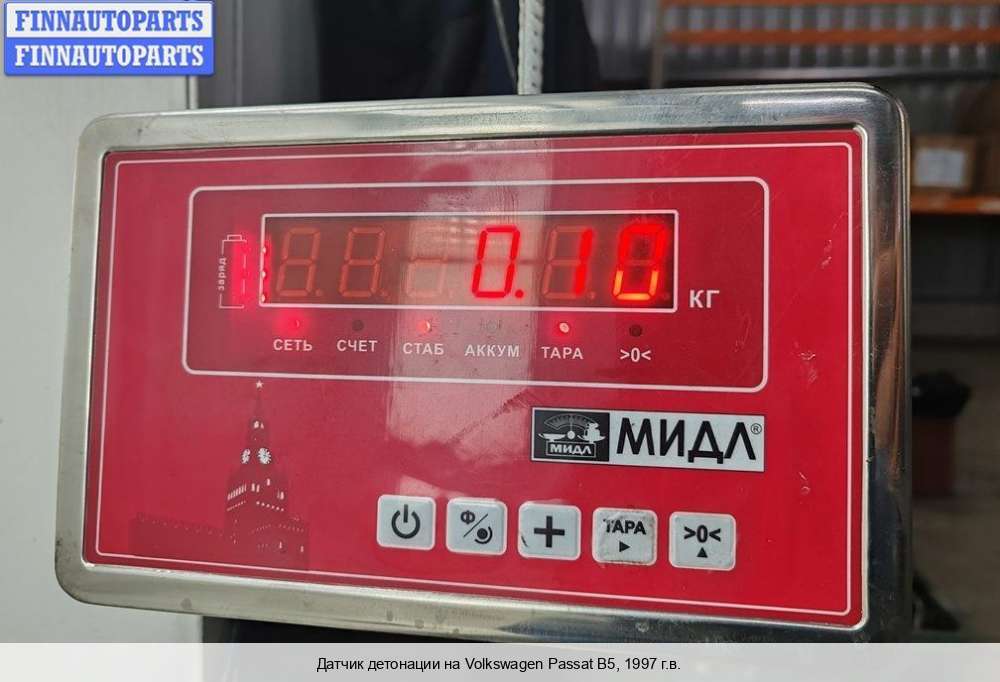 FINNAUTOPARTS
FINNAUTOPARTS
заряд
0.10 КГ
СЕТЬ СЧЕТ СТАБ АККУМ ТАРА >0<
МИДЛ МИДЛ®
Ф ТАРА >0<
Датчик детонации на Volkswagen Passat B5, 1997 г.в.